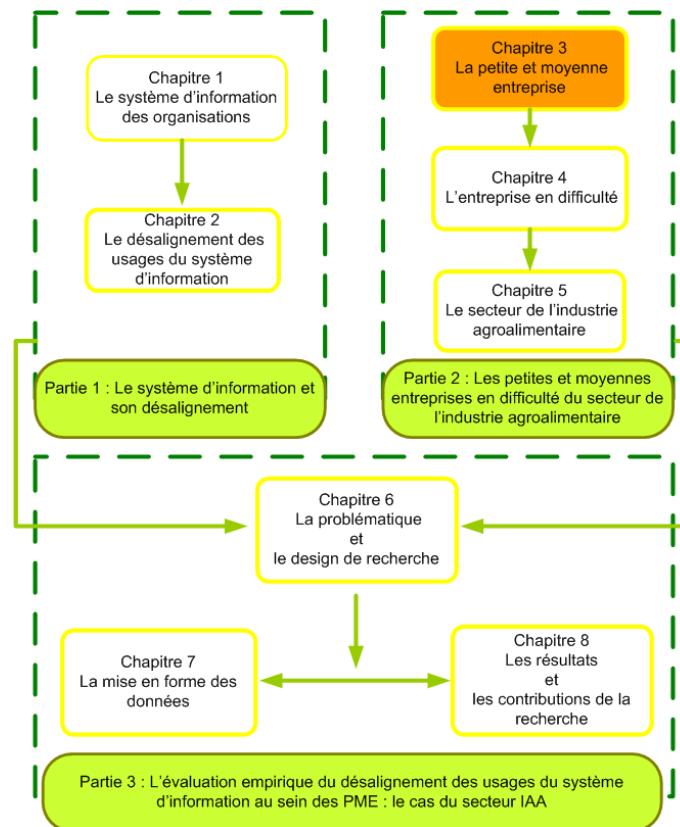 Chapitre 1
Le système d'information
des organisations
Chapitre 2
Le désalignement des
usages du système
d'information
Partie 1 : Le système d'information et
son désalignement
Chapitre 3
La petite et moyenne
entreprise
Chapitre 4
L'entreprise en difficulté
Chapitre 5
Le secteur de l'industrie
agroalimentaire
Partie 2 : Les petites et moyennes
entreprises en difficulté du secteur de
l'industrie agroalimentaire
Chapitre 6
La problématique
et
le design de recherche
Chapitre 7
La mise en forme des
données
Chapitre 8
Les résultats
et
les contributions de la
recherche
Partie 3 : L'évaluation empirique du désalignement des usages du système
d'information au sein des PME : le cas du secteur IAA